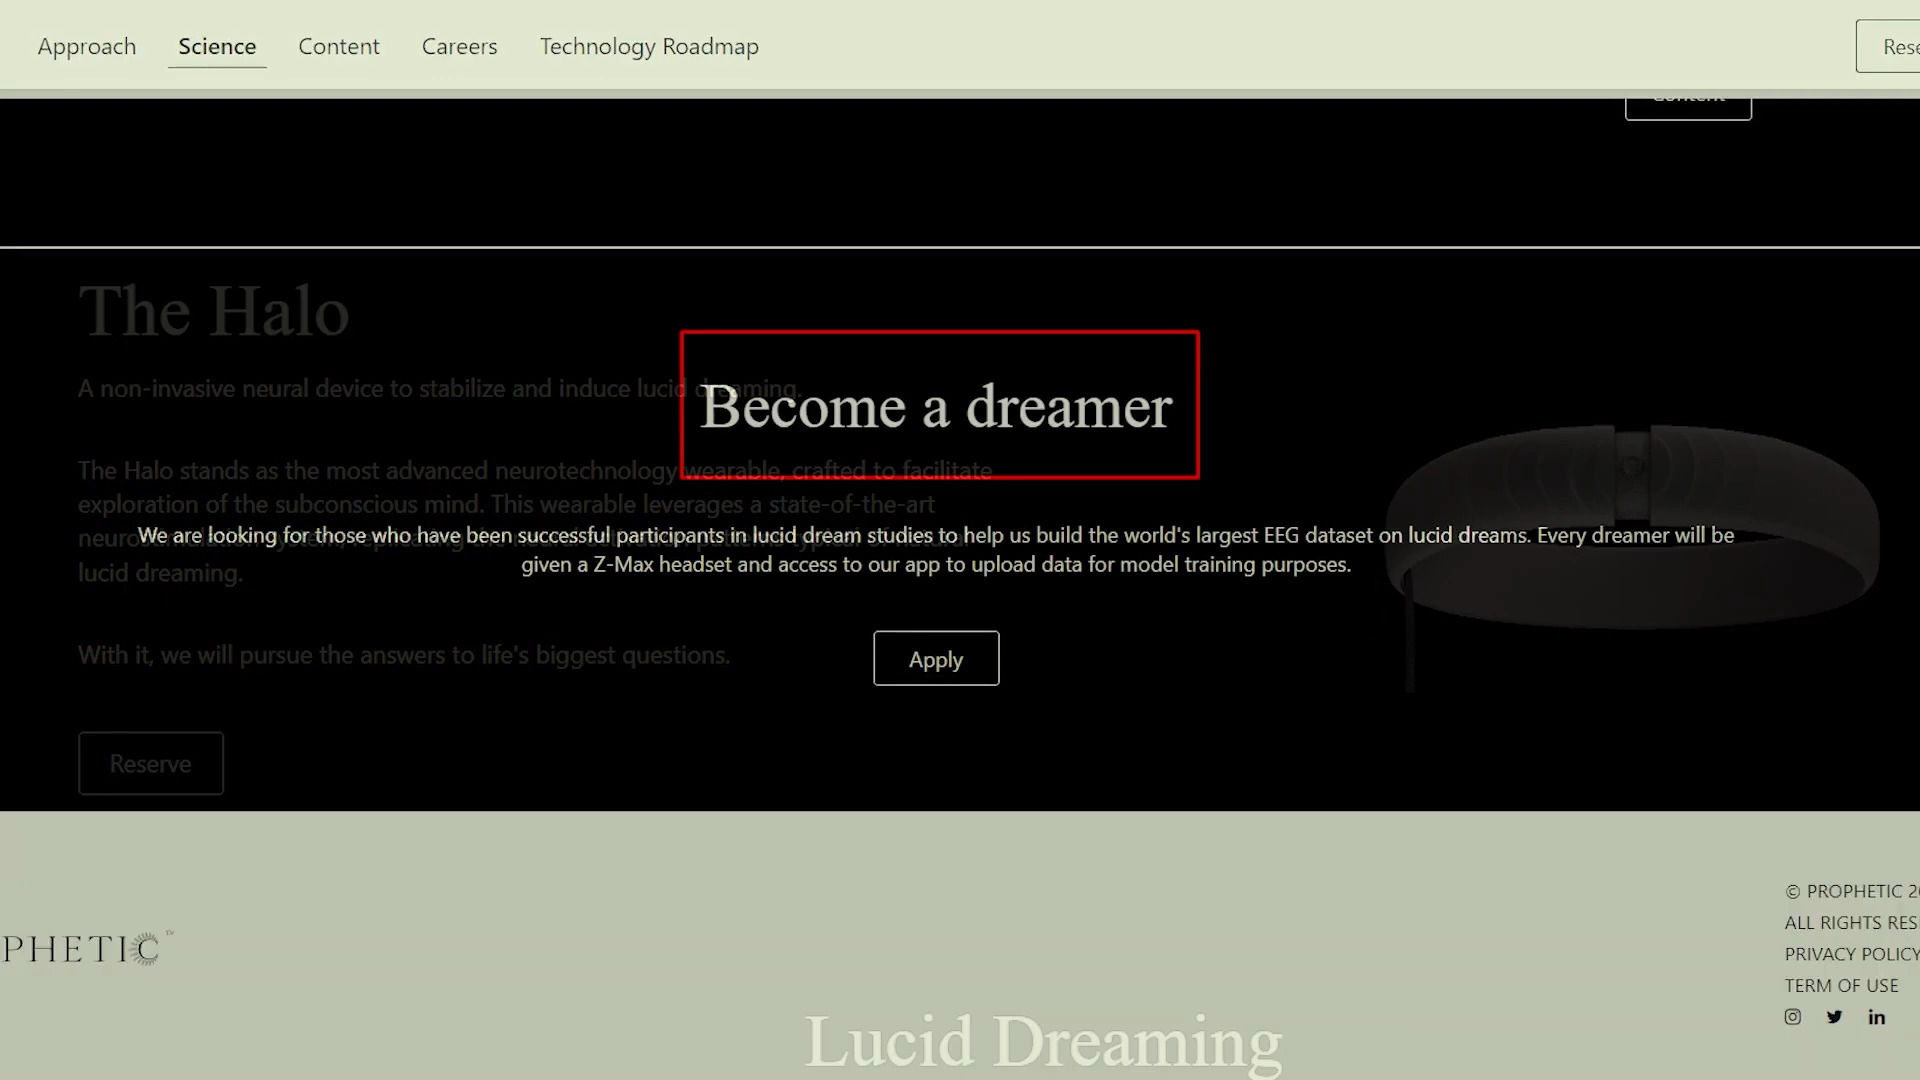 Approach Science Content Careers Technology Roadmap Rese
Content
The Halo
A non-invasive neural device to stabilize and induce lucid dreaming.
Become a dreamer
The Halo stands as the most advanced neurotechnology wearable, crafted to facilitate
exploration of the subconscious mind. This wearable leverages a state-of-the-art
lucid dreaming.
We are looking for those who have been successful participants in lucid dream studies to help us build the world's largest EEG dataset on lucid dreams. Every dreamer will be
given a Z-Max headset and access to our app to upload data for model training purposes.
With it, we will pursue the answers to life's biggest questions.
Apply
Reserve
PHETIC™
© PROPHETIC 2
ALL RIGHTS RES
PRIVACY POLICY
TERM OF USE
Lucid Dreaming